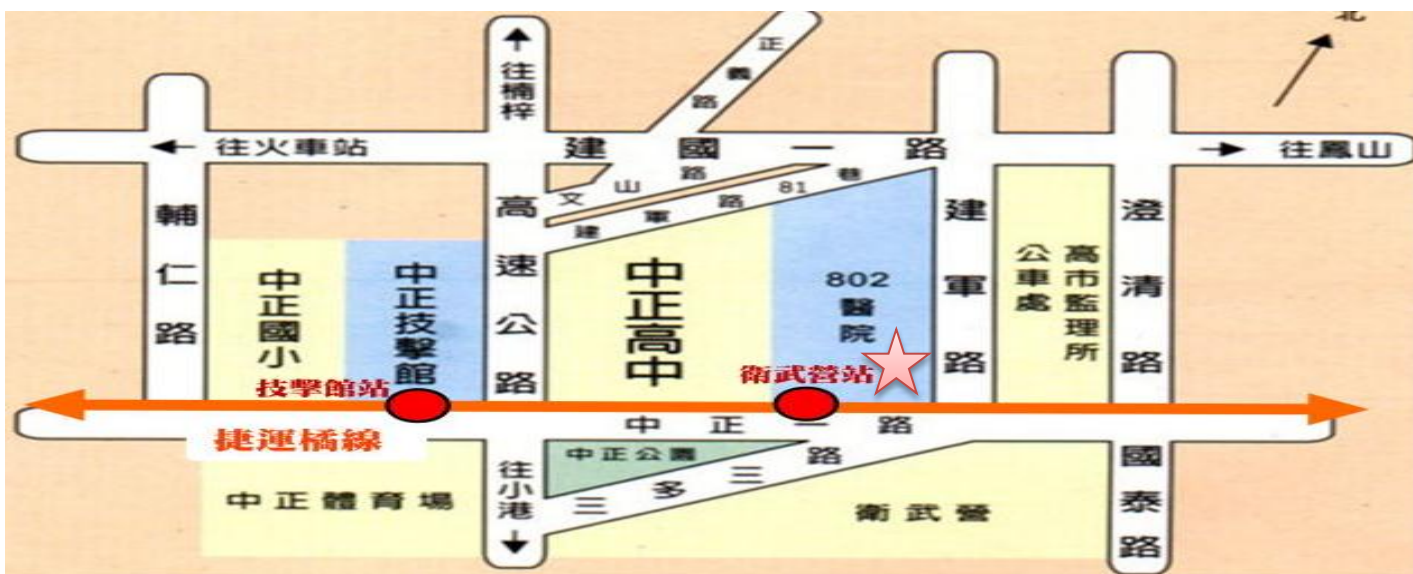 北
正義路
往楠梓
往火車站
建國一路
往鳳山
文山路
建軍路81巷
輔仁路
高速公路
建軍路
澄清路
中正國小
中正技擊館
中正高中
802
醫院
高市監理所
公車處
技擊館站
衛武營站
捷運橘線
中正一路
中正公園
三多三路
往小港
中正體育場
衛武營
國泰路